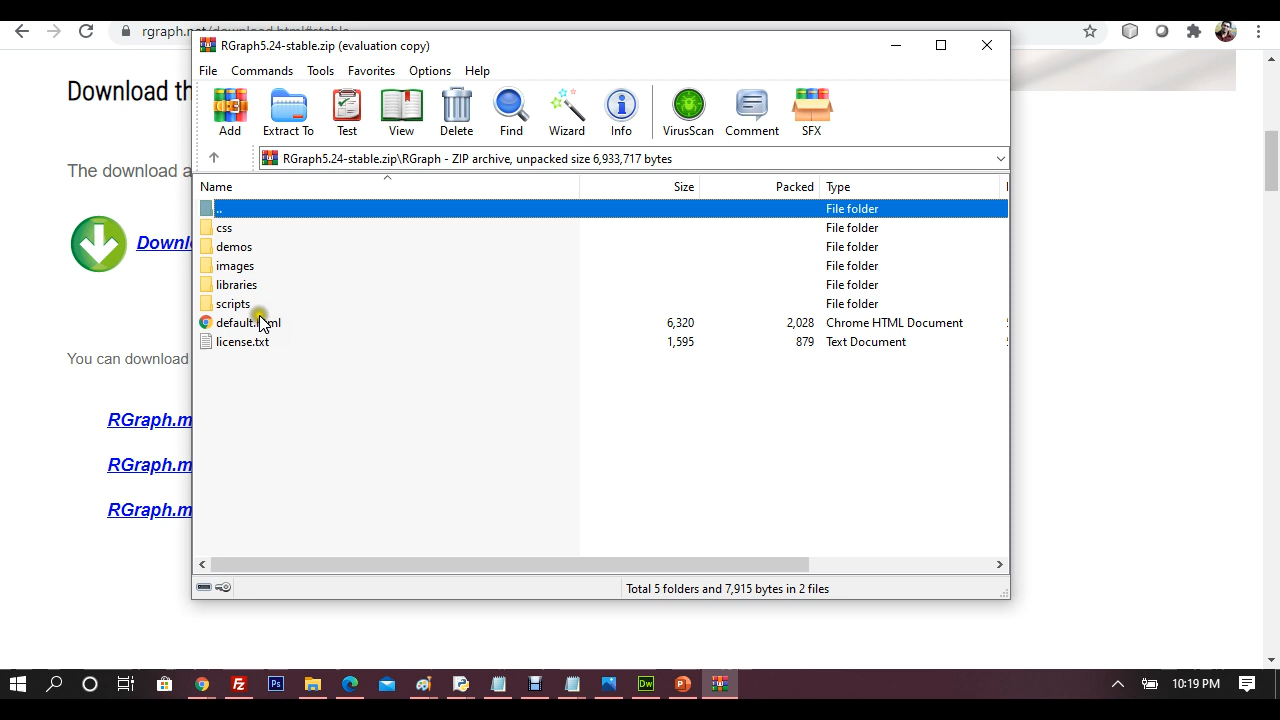 rgraph.net/download.html#stable
RGraph5.24-stable.zip (evaluation copy)
File Commands Tools Favorites Options Help
Download th
Add Extract To Test View Delete Find Wizard Info VirusScan Comment SFX
RGraph5.24-stable.zip\RGraph - ZIP archive, unpacked size 6,933,717 bytes
The download a
Name Size Packed Type
.. File folder
css File folder
Downl
demos File folder
images File folder
libraries File folder
scripts File folder
6,320 2,028 Chrome HTML Document
license.txt 1,595 879 Text Document
You can download
RGraph.m
RGraph.m
RGraph.m
Total 5 folders and 7,915 bytes in 2 files
Ps Dw 10:19 PM